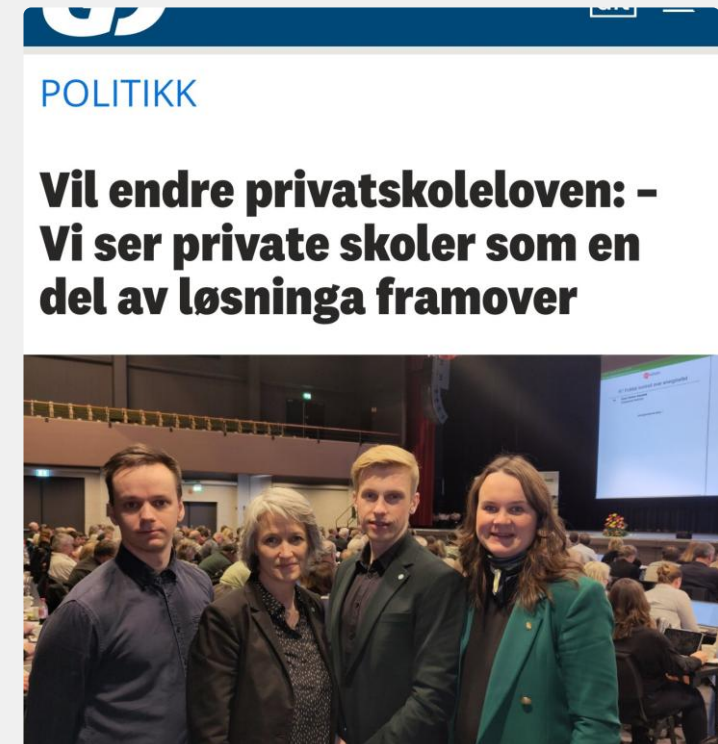 POLITIKK
Vil endre privatskoleloven: –
Vi ser private skoler som en
del av løsninga framover